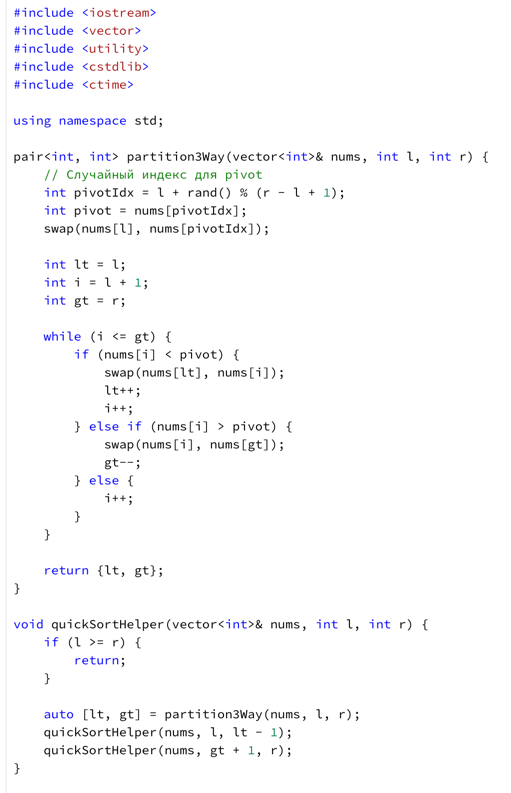 #include <iostream>
#include <vector>
#include <utility>
#include <cstdlib>
#include <ctime>

using namespace std;

pair<int, int> partition3Way(vector<int>& nums, int l, int r) {
    // Случайный индекс для pivot
    int pivotIdx = l + rand() % (r - l + 1);
    int pivot = nums[pivotIdx];
    swap(nums[l], nums[pivotIdx]);

    int lt = l;
    int i = l + 1;
    int gt = r;

    while (i <= gt) {
        if (nums[i] < pivot) {
            swap(nums[lt], nums[i]);
            lt++;
            i++;
        } else if (nums[i] > pivot) {
            swap(nums[i], nums[gt]);
            gt--;
        } else {
            i++;
        }
    }

    return {lt, gt};
}

void quickSortHelper(vector<int>& nums, int l, int r) {
    if (l >= r) {
        return;
    }

    auto [lt, gt] = partition3Way(nums, l, r);
    quickSortHelper(nums, l, lt - 1);
    quickSortHelper(nums, gt + 1, r);
}